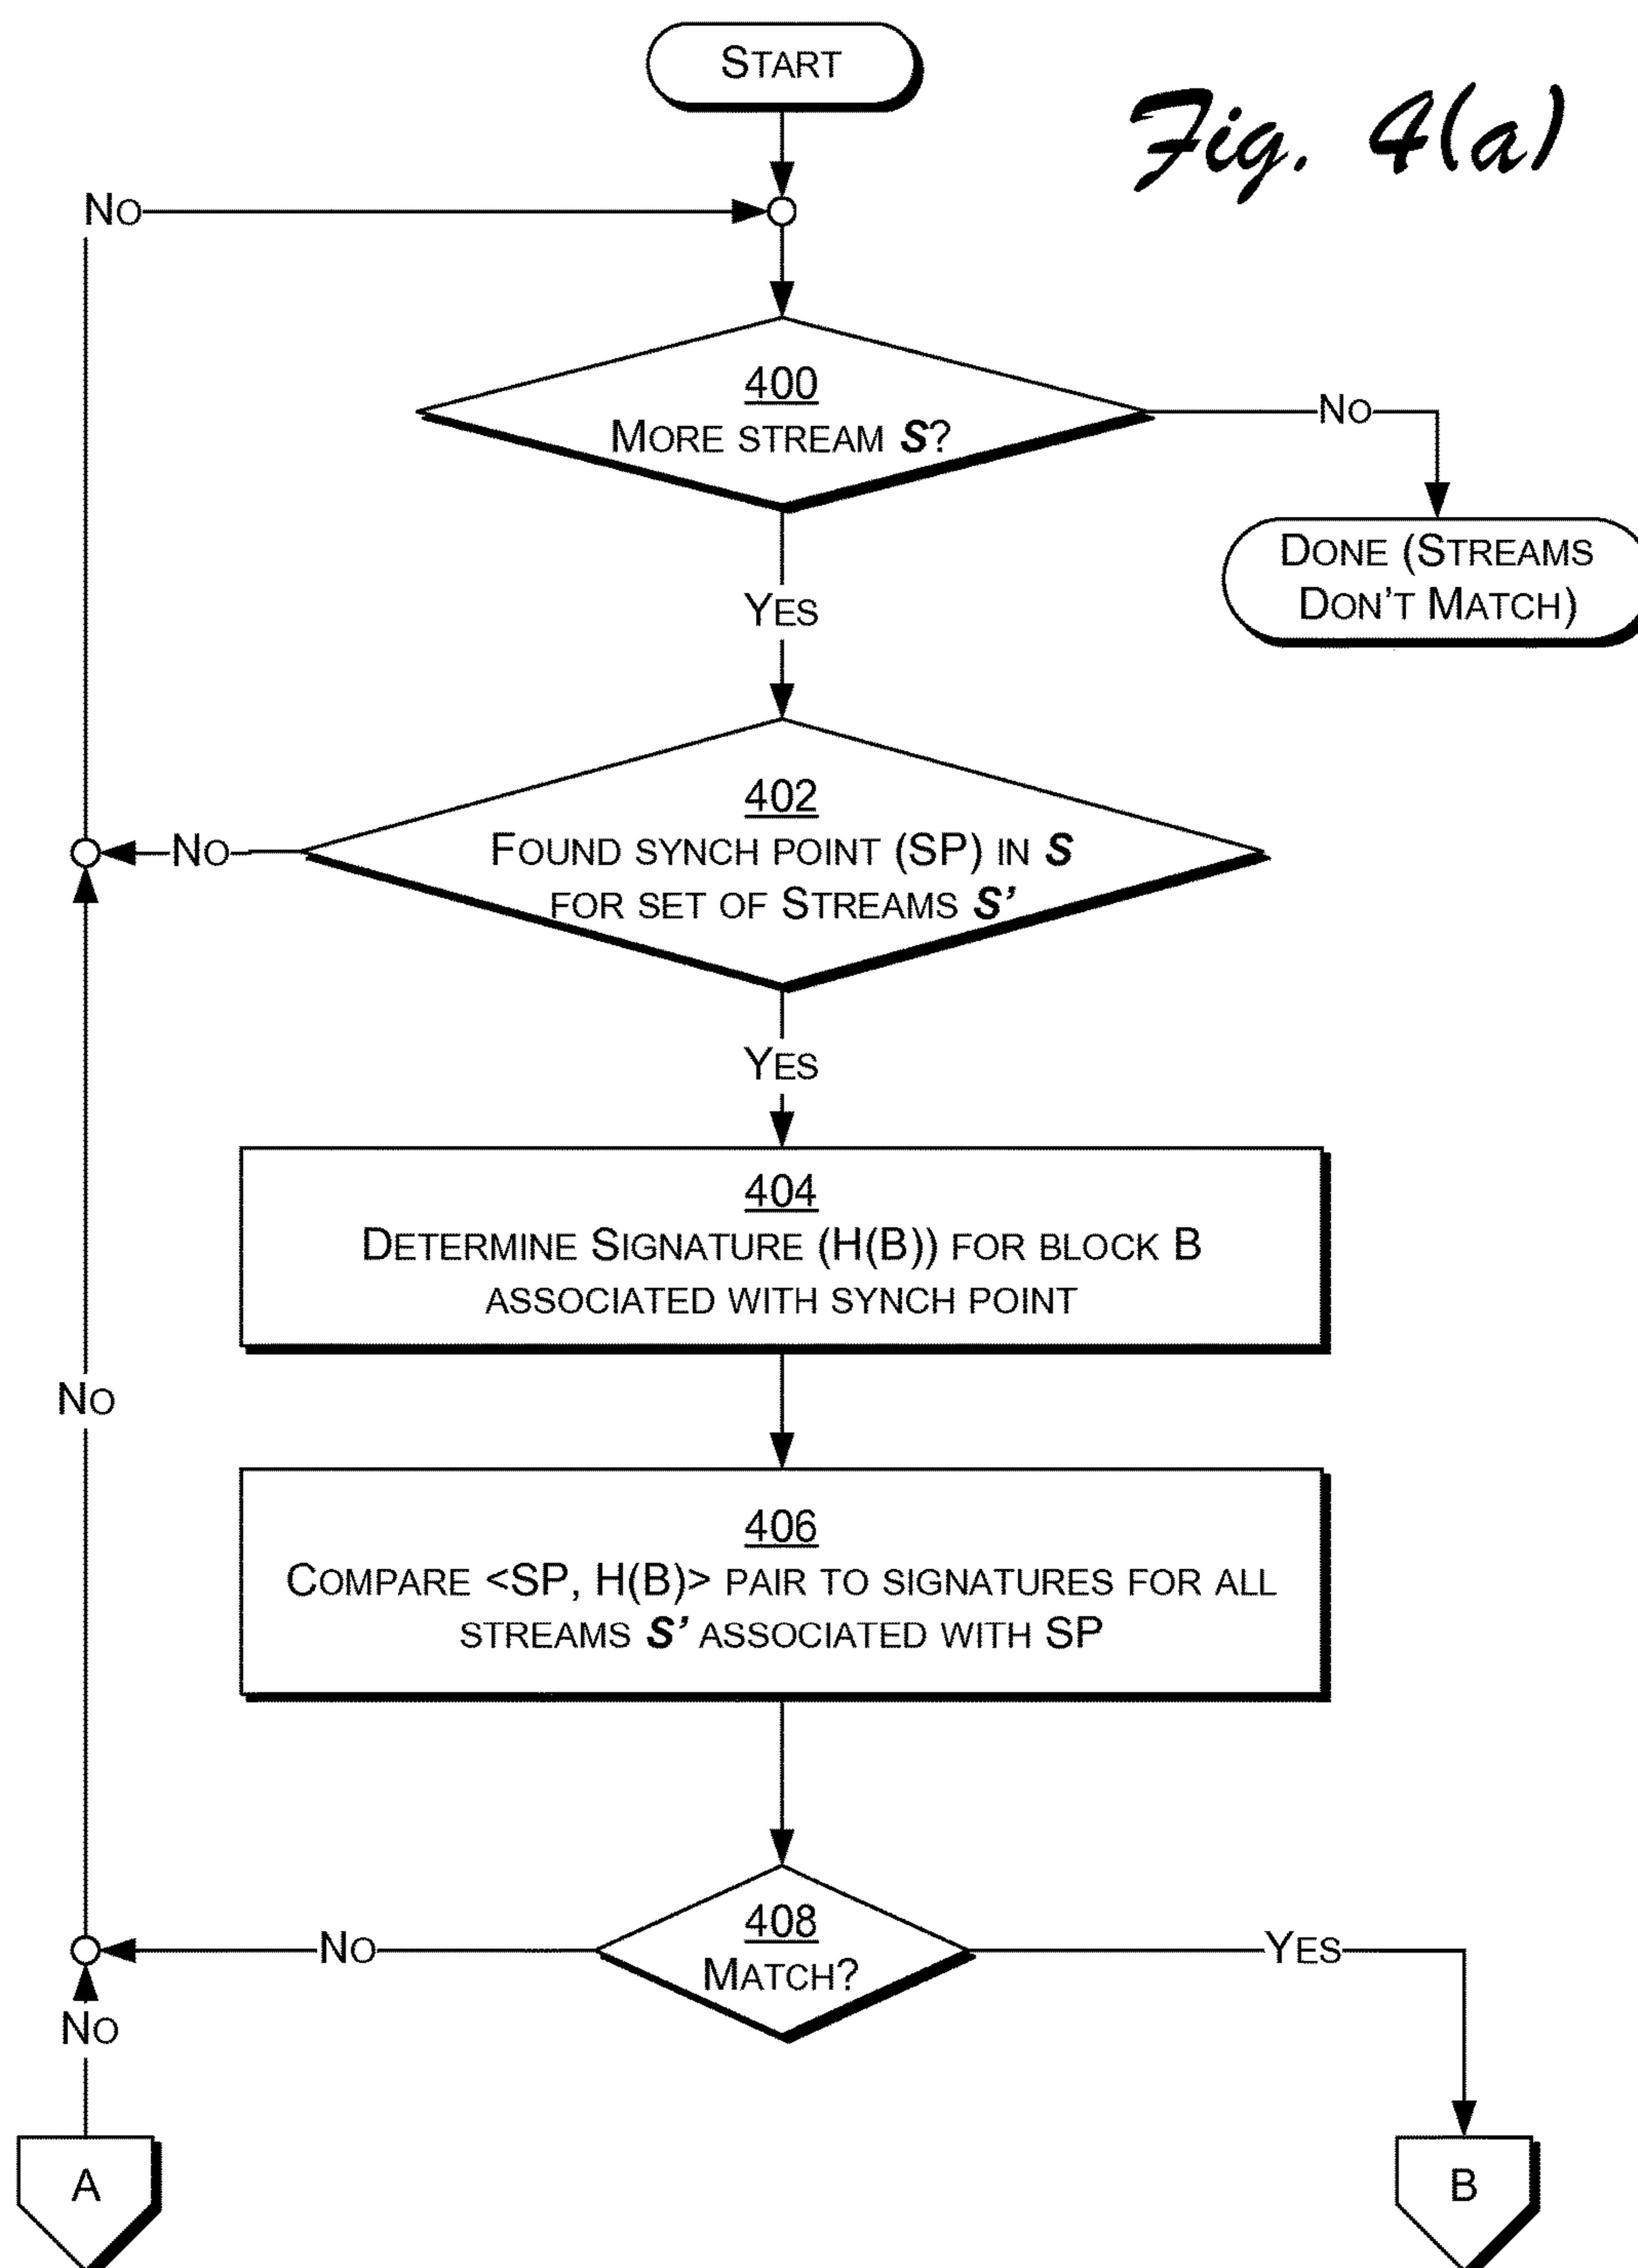 START
Fig. 4(a)
NO
400
MORE STREAM S?
NO
DONE (STREAMS
DON'T MATCH)
YES
402
FOUND SYNCH POINT (SP) IN S
FOR SET OF STREAMS S'
NO
YES
404
DETERMINE SIGNATURE (H(B)) FOR BLOCK B
ASSOCIATED WITH SYNCH POINT
NO
406
COMPARE <SP, H(B)> PAIR TO SIGNATURES FOR ALL
STREAMS S' ASSOCIATED WITH SP
408
MATCH?
NO
YES
NO
A
B